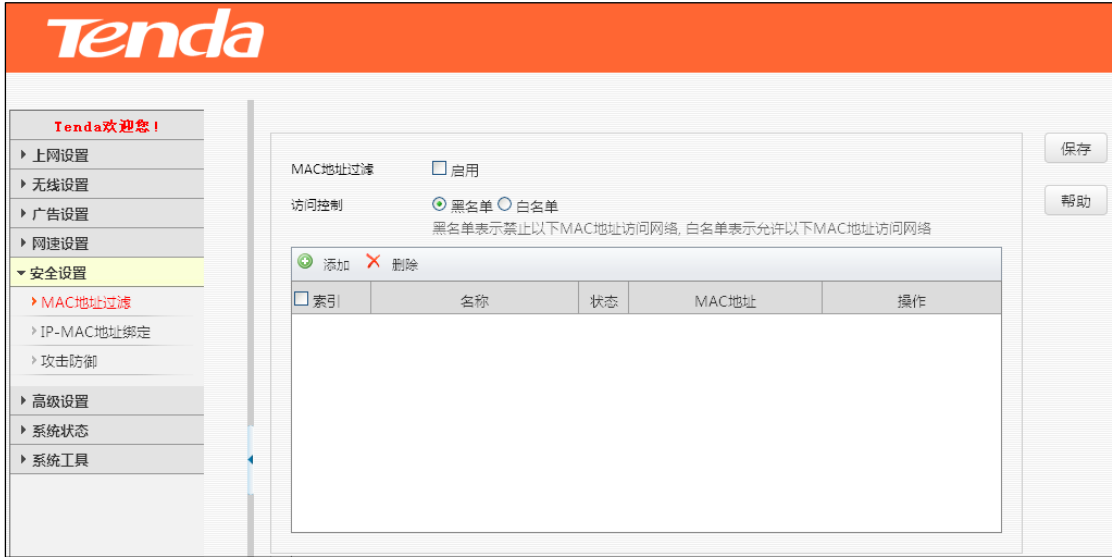 Tenda
Tenda欢迎您!
上网设置
无线设置
广告设置
网速设置
安全设置
MAC地址过滤
IP-MAC地址绑定
攻击防御
高级设置
系统状态
系统工具
MAC地址过滤 启用
访问控制 黑名单 白名单
黑名单表示禁止以下MAC地址访问网络, 白名单表示允许以下MAC地址访问网络
添加 删除
索引 名称 状态 MAC地址 操作
保存
帮助